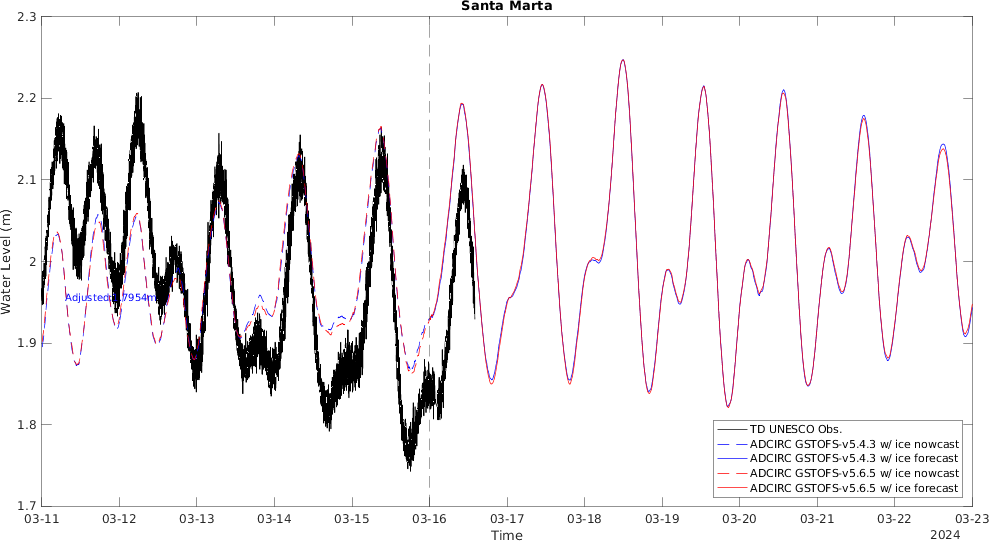 Santa Marta
2.3
2.2
2.1
2
1.9
1.8
1.7
Water Level (m)
03-11 03-12 03-13 03-14 03-15 03-16 03-17 03-18 03-19 03-20 03-21 03-22 03-23
Time
2024
TD UNESCO Obs.
ADCIRC GSTOFS-v5.4.3 w/ ice nowcast
ADCIRC GSTOFS-v5.4.3 w/ ice forecast
ADCIRC GSTOFS-v5.6.5 w/ ice nowcast
ADCIRC GSTOFS-v5.6.5 w/ ice forecast